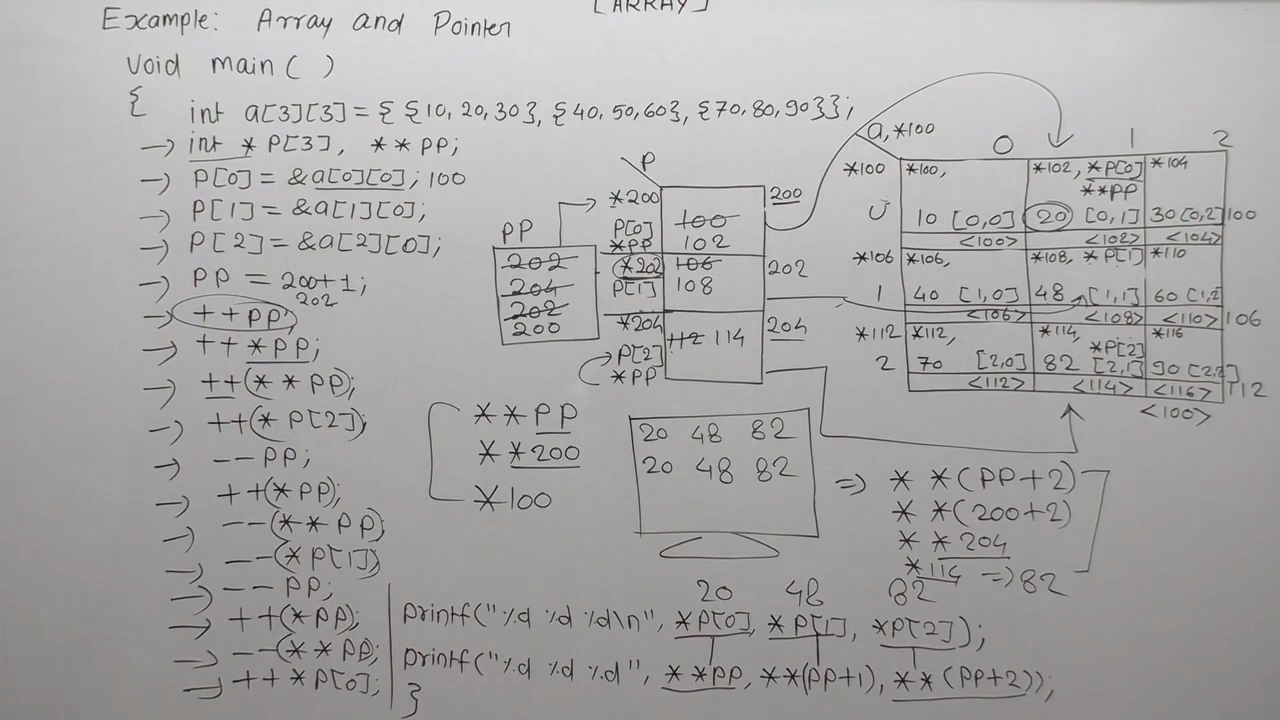 [ARRAY]
Example: Array and Pointer
void main( )
{ int a[3][3] = { {10, 20, 30}, {40, 50, 60}, {70, 80, 90}};
→ int * P[3], **PP;
→ P[0] = &a[0][0]; 100
→ P[1] = &a[1][0];
→ P[2] = &a[2][0];
→ PP = 200+1;
202
→ ++PP;
→ ++*PP;
→ ++(**PP);
→ ++(*P[2]);
→ --PP;
→ ++(*PP);
→ --(**PP)
→ --(*P[1])
→ --PP;
→ ++(*PP);
→ --(**PP;
→ ++*P[0];
PP
202
204
202
200
P
*200 200
P[0] 100
*PP 102
*202 106 202
P[1] 108
*204 112 114 204
P[2]
*PP
a, *100
0 1 2
*100 *100, *102, *P[0] *104
**PP
0 10 [0,0] 20 [0,1] 30 [0,2] 100
<100> <102> <104>
*106 *106, *108, *P[1] *110
1 40 [1,0] 48 [1,1] 60 [1,2
<106> <108> <110> 106
*112 *112, *114, *116
*P[2]
2 70 [2,0] 82 [2,1] 90 [2,2]
<112> <114> <116> 112
<100>
**PP
**200
*100
20 48 82
20 48 82
=> * *(PP+2)
* *(200+2)
* *204
*114 => 82
20 48 82
printf("%d %d %d\n", *P[0], *P[1], *P[2]);
printf("%d %d %d", **PP, **(PP+1), **(PP+2));
}